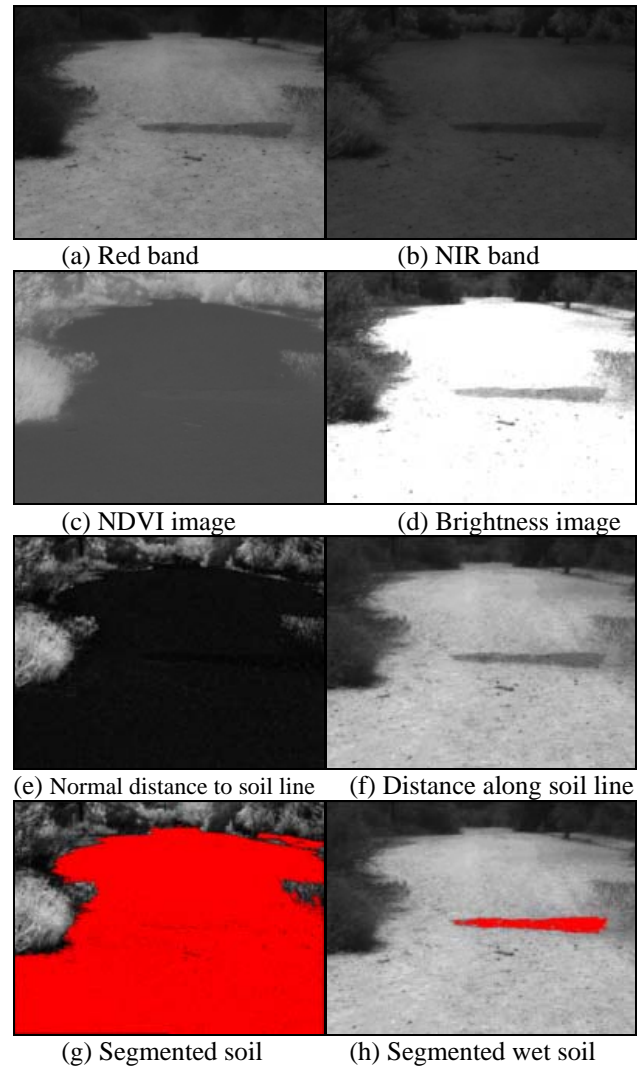 (a) Red band
(b) NIR band
(c) NDVI image
(d) Brightness image
(e) Normal distance to soil line
(f) Distance along soil line
(g) Segmented soil
(h) Segmented wet soil